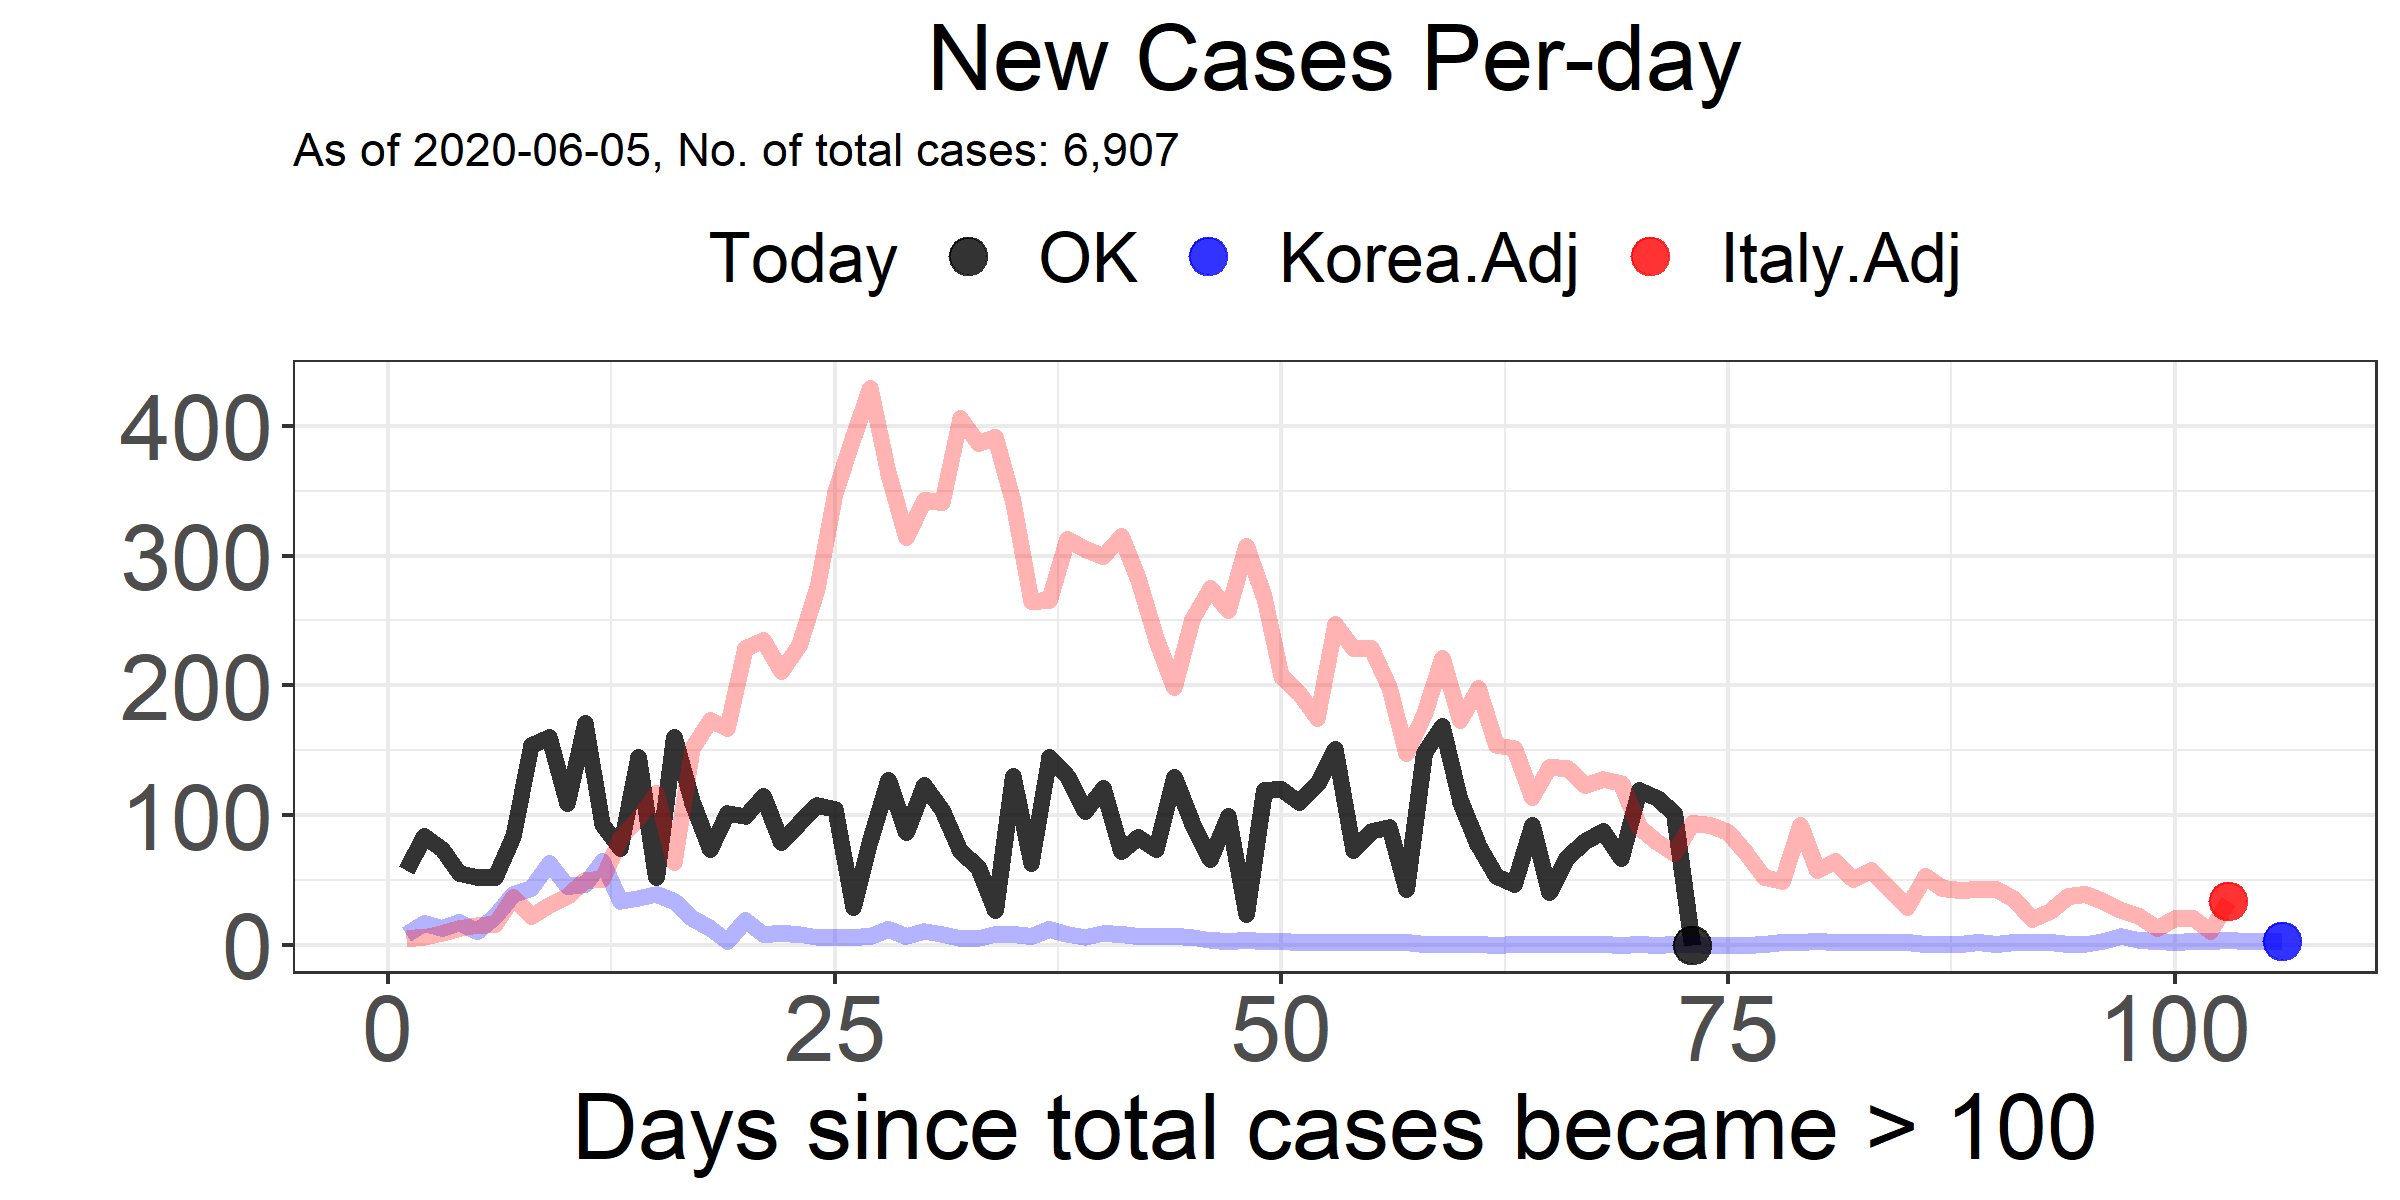 New Cases Per-day
As of 2020-06-05, No. of total cases: 6,907
Today OK Korea.Adj Italy.Adj
400
300
200
100
0
0 25 50 75 100
Days since total cases became > 100